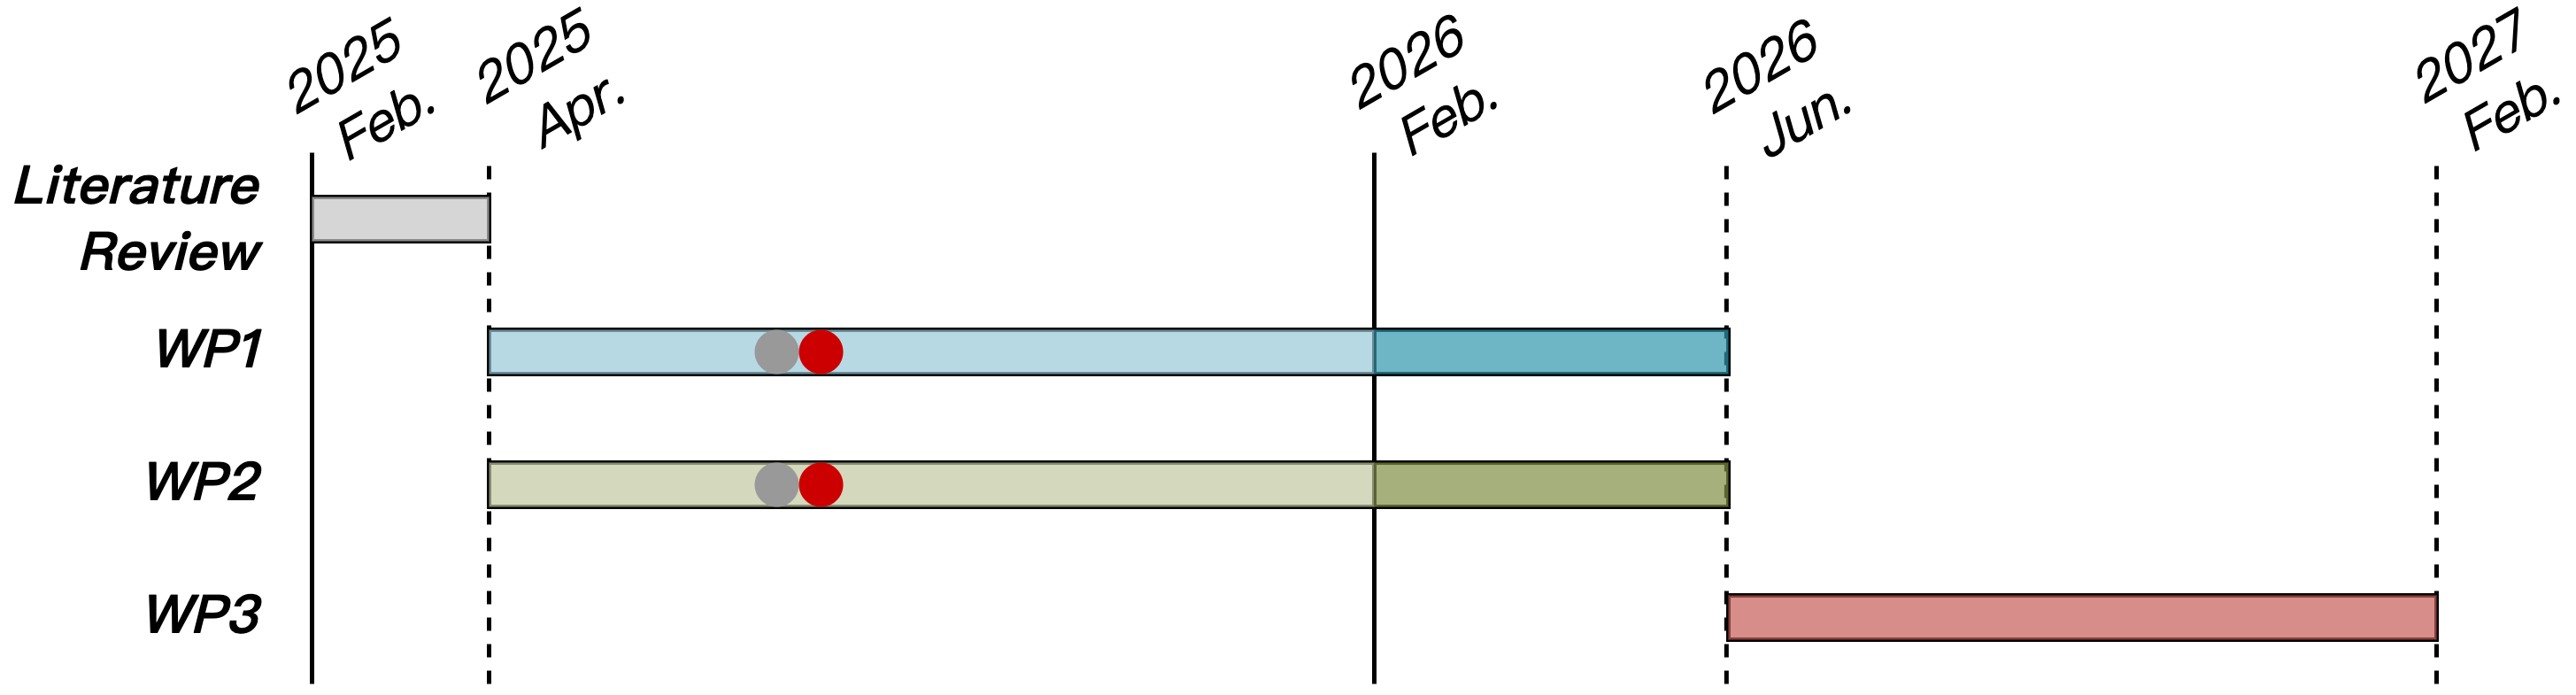 2025
Feb.
2025
Apr.
2026
Feb.
2026
Jun.
2027
Feb.
Literature
Review
WP1
WP2
WP3